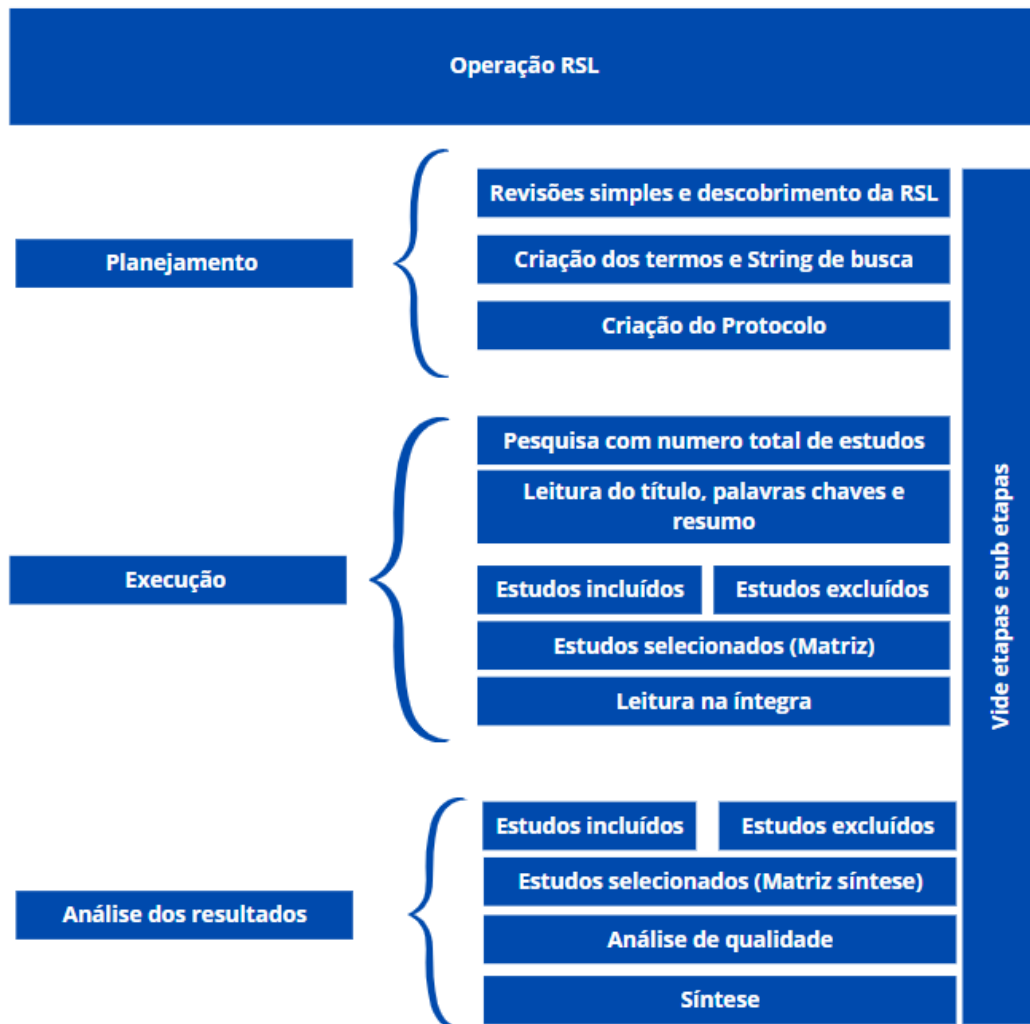 Operação RSL
Planejamento
Revisões simples e descobrimento da RSL
Criação dos termos e String de busca
Criação do Protocolo
Execução
Pesquisa com numero total de estudos
Leitura do título, palavras chaves e
resumo
Estudos incluídos
Estudos excluídos
Estudos selecionados (Matriz)
Leitura na íntegra
Análise dos resultados
Estudos incluídos
Estudos excluídos
Estudos selecionados (Matriz síntese)
Análise de qualidade
Síntese
Vide etapas e sub etapas